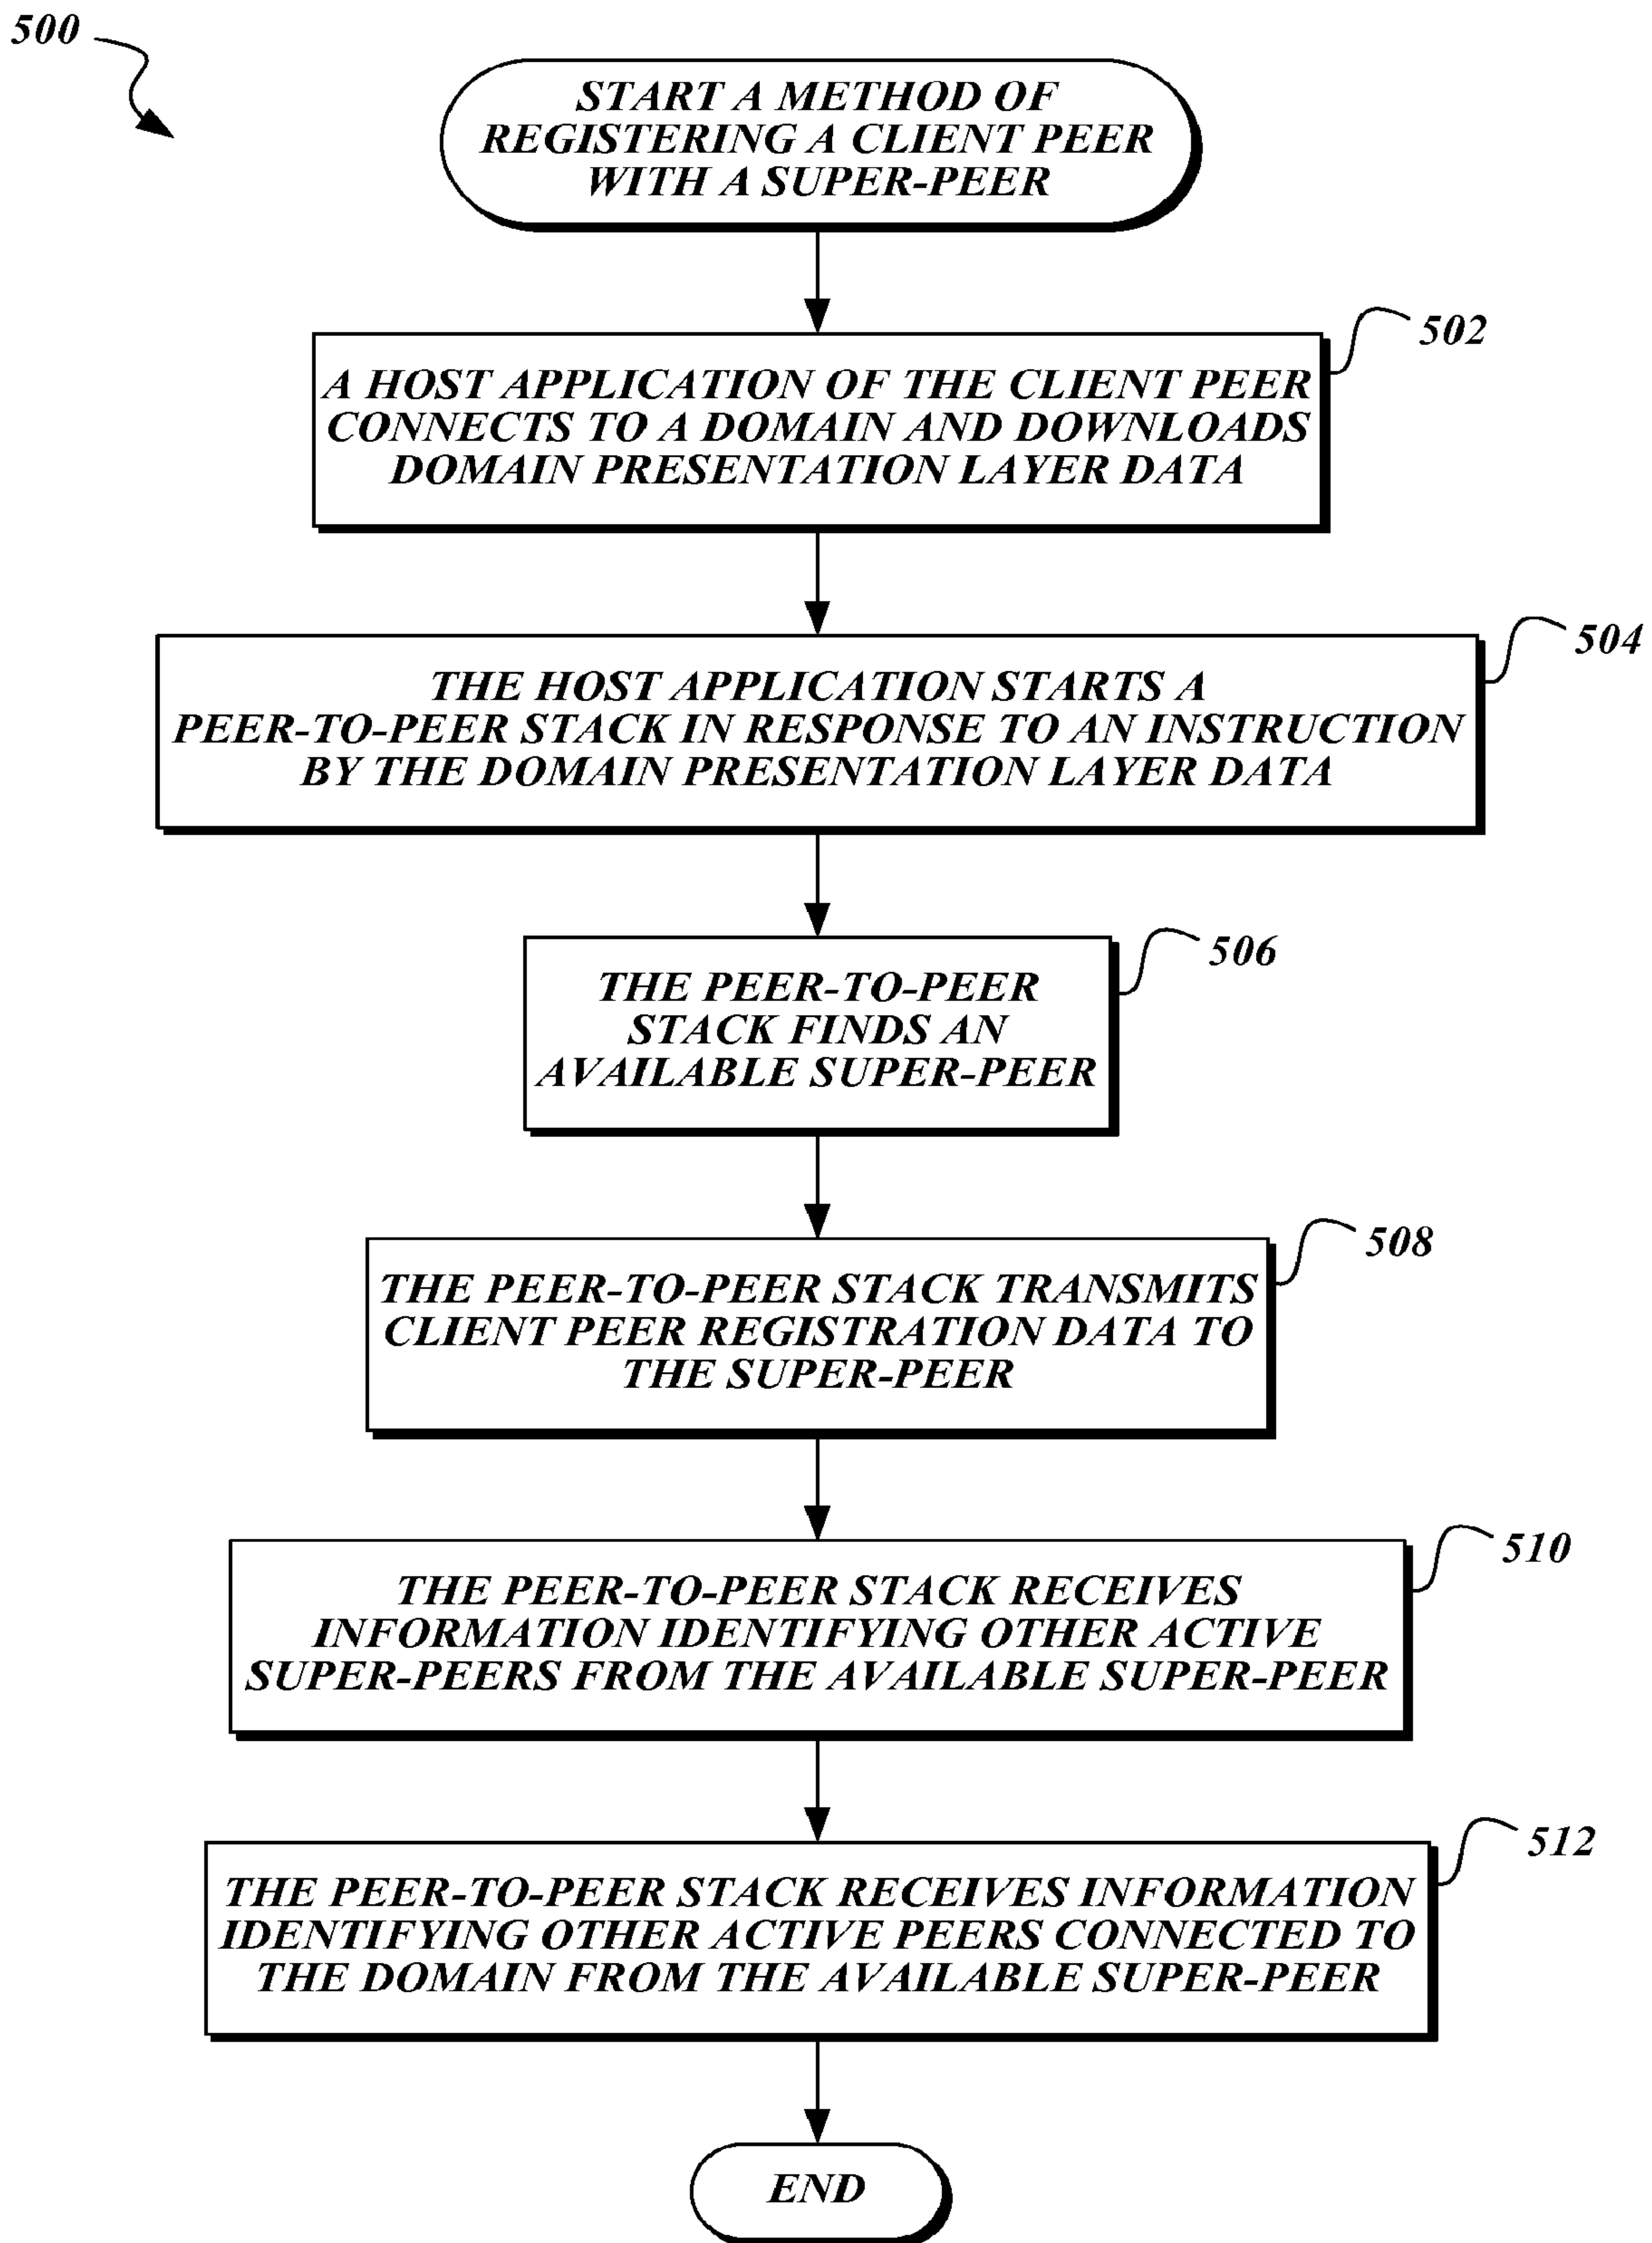 500
START A METHOD OF
REGISTERING A CLIENT PEER
WITH A SUPER-PEER
502
A HOST APPLICATION OF THE CLIENT PEER
CONNECTS TO A DOMAIN AND DOWNLOADS
DOMAIN PRESENTATION LAYER DATA
504
THE HOST APPLICATION STARTS A
PEER-TO-PEER STACK IN RESPONSE TO AN INSTRUCTION
BY THE DOMAIN PRESENTATION LAYER DATA
506
THE PEER-TO-PEER
STACK FINDS AN
AVAILABLE SUPER-PEER
508
THE PEER-TO-PEER STACK TRANSMITS
CLIENT PEER REGISTRATION DATA TO
THE SUPER-PEER
510
THE PEER-TO-PEER STACK RECEIVES
INFORMATION IDENTIFYING OTHER ACTIVE
SUPER-PEERS FROM THE AVAILABLE SUPER-PEER
512
THE PEER-TO-PEER STACK RECEIVES INFORMATION
IDENTIFYING OTHER ACTIVE PEERS CONNECTED TO
THE DOMAIN FROM THE AVAILABLE SUPER-PEER
END